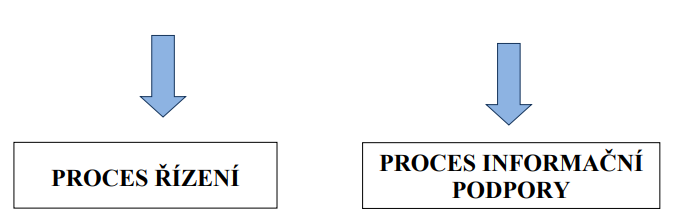 PROCES ŘÍZENÍ
PROCES INFORMAČNÍ
PODPORY